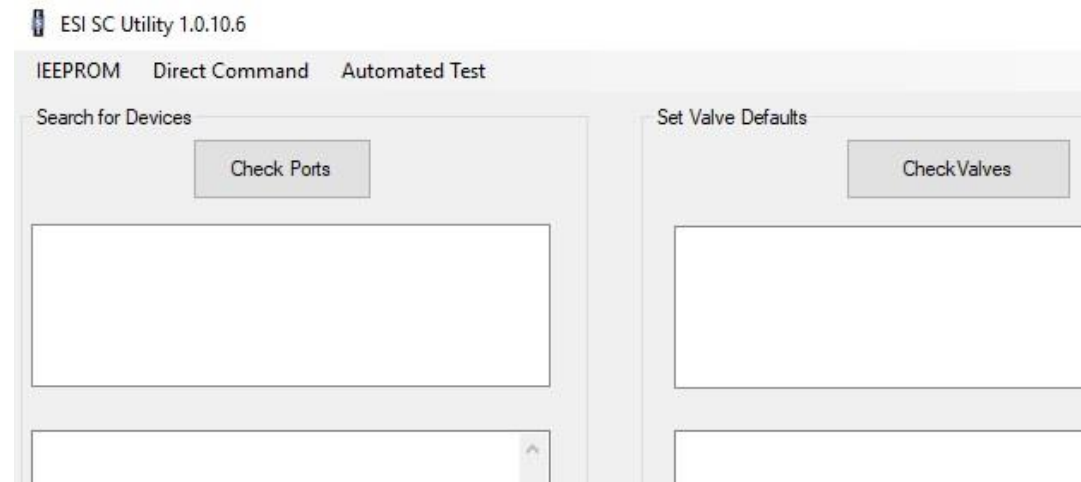 ESI SC Utility 1.0.10.6
IEEPROM Direct Command Automated Test
Search for Devices
Check Ports
Set Valve Defaults
CheckValves